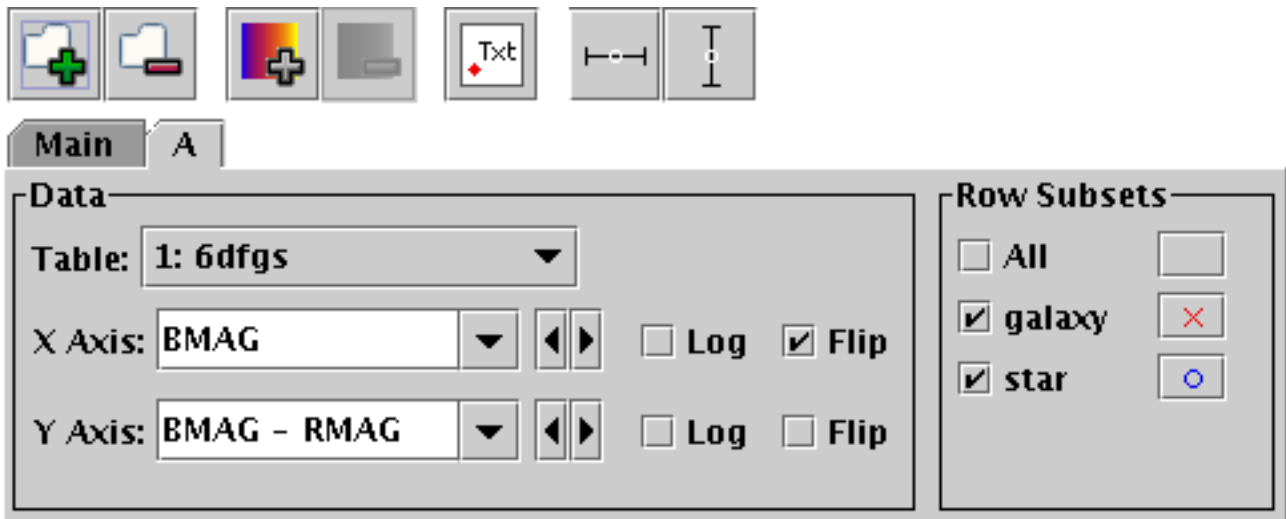 Txt
Main A
Data
Table: 1: 6dfgs
X Axis: BMAG Log Flip
Y Axis: BMAG - RMAG Log Flip
Row Subsets
All
galaxy
star